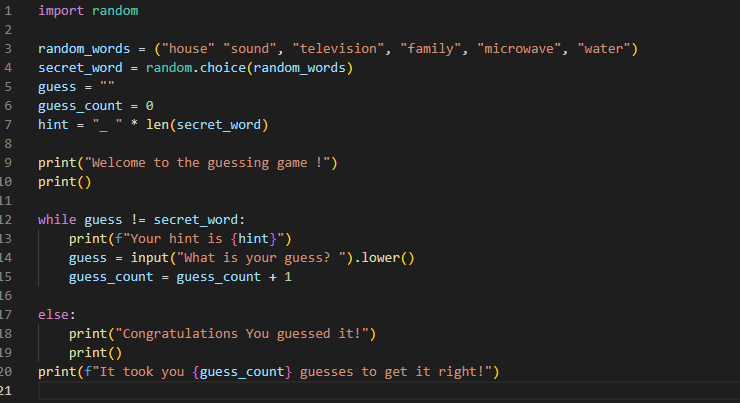 1 import random
2
3 random_words = ("house" "sound", "television", "family", "microwave", "water")
4 secret_word = random.choice(random_words)
5 guess = ""
6 guess_count = 0
7 hint = "_ " * len(secret_word)
8
9 print("Welcome to the guessing game !")
10 print()
11
12 while guess != secret_word:
13     print(f"Your hint is {hint}")
14     guess = input("What is your guess? ").lower()
15     guess_count = guess_count + 1
16
17 else:
18     print("Congratulations You guessed it!")
19     print()
20 print(f"It took you {guess_count} guesses to get it right!")
21